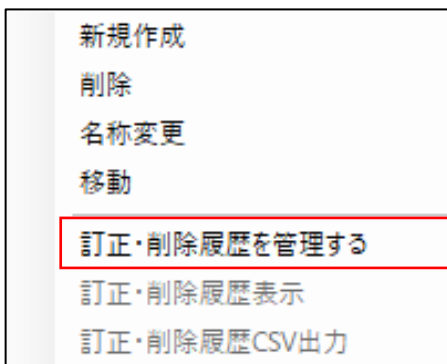 新規作成
削除
名称変更
移動
訂正・削除履歴を管理する
訂正・削除履歴表示
訂正・削除履歴CSV出力